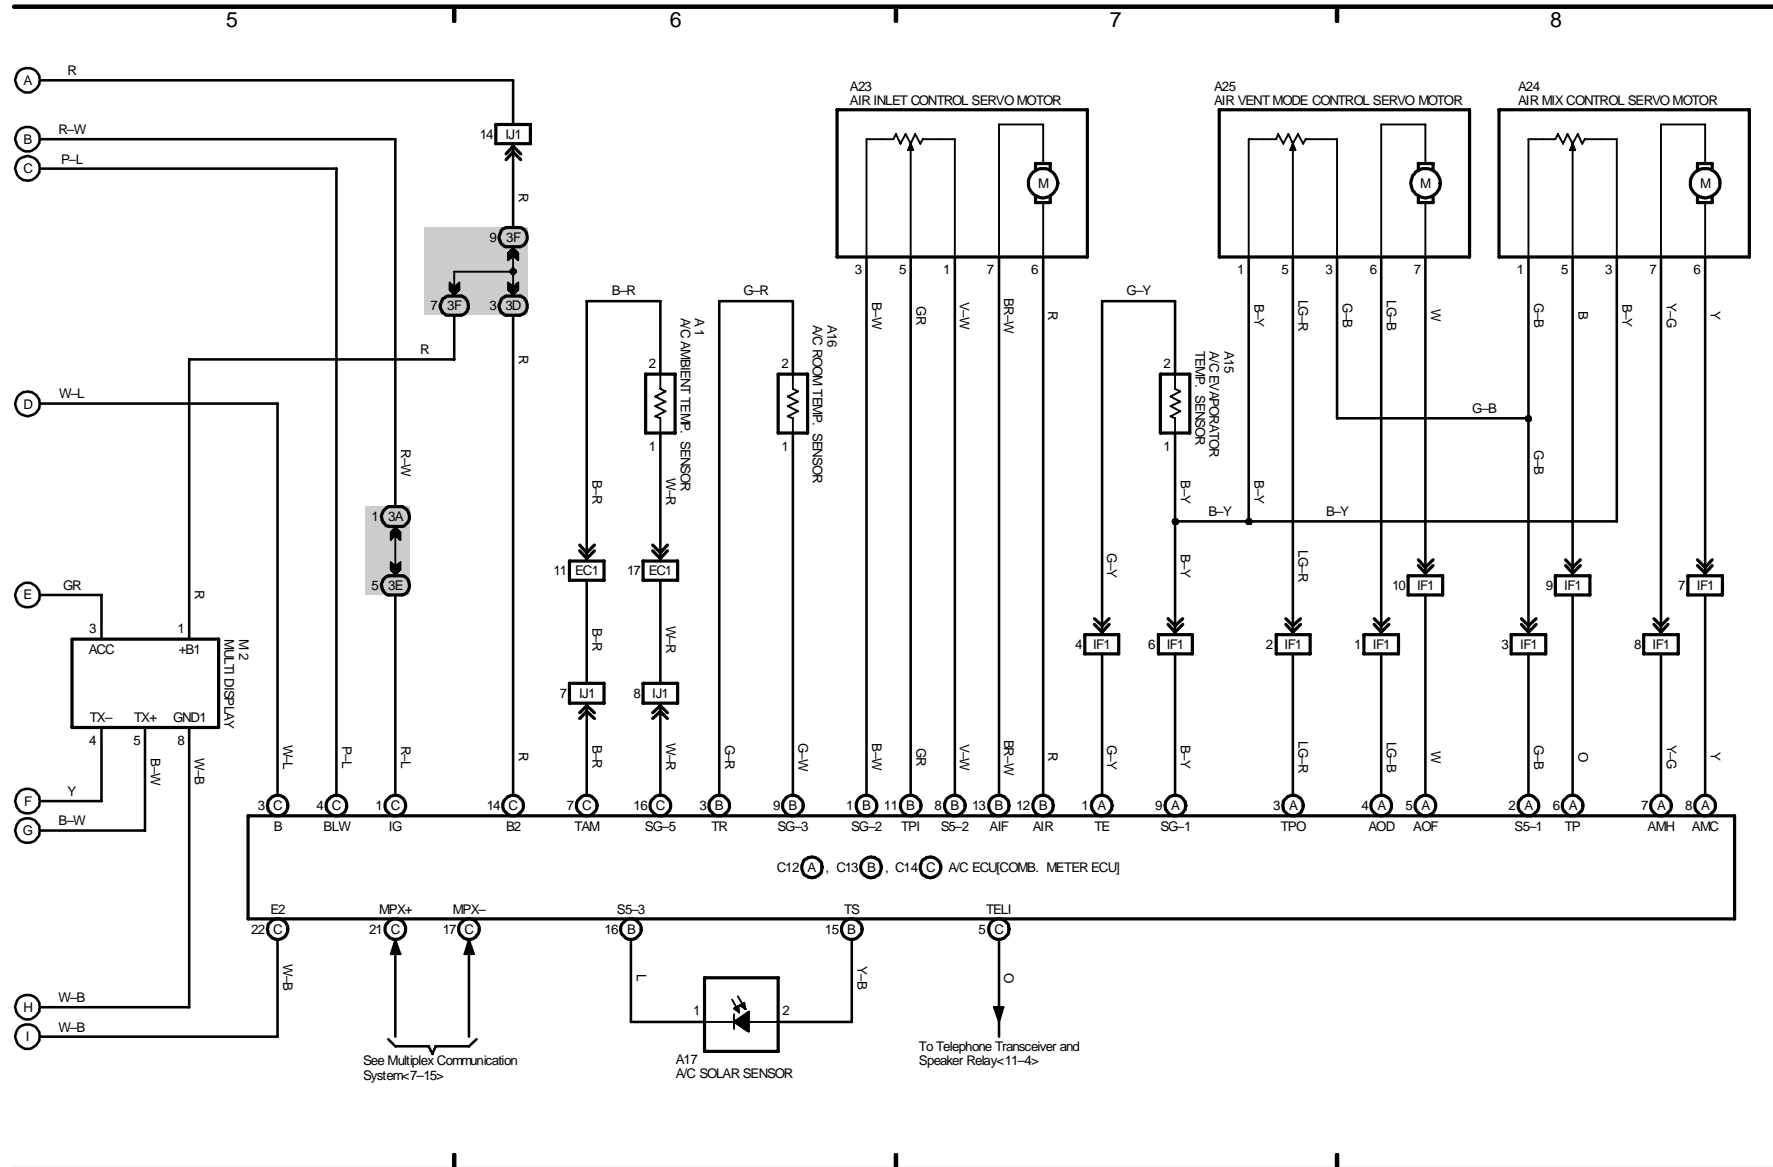 5 6 7 8
A R
B R–W
C P–L
14 IJ1
R
9 3F
7 3F 3 3D
R R
D W–L
R–W
1 3A
5 3E
E GR
R
3 1
ACC +B1
M 2
MULTI DISPLAY
TX– TX+ GND1
4 5 8
B–W W–B
F Y
G B–W
H W–B
I W–B
A23
AIR INLET CONTROL SERVO MOTOR
M
3 5 1 7 6
B–W GR V–W BR–W R
A25
AIR VENT MODE CONTROL SERVO MOTOR
M
1 5 3 6 7
B–Y LG–R G–B LG–B W
A24
AIR MIX CONTROL SERVO MOTOR
M
1 5 3 7 6
G–B B B–Y Y–G Y
B–R
2
1
A 1
A/C AMBIENT TEMP. SENSOR
B–R W–R
11 EC1 17 EC1
B–R W–R
7 IJ1 8 IJ1
G–R
2
1
A16
A/C ROOM TEMP. SENSOR
G–Y
2
1
A15
A/C EVAPORATOR
TEMP. SENSOR
G–B
G–B
B–Y B–Y
B–Y B–Y
G–Y B–Y LG–R
10 IF1 9 IF1 7 IF1
4 IF1 6 IF1 2 IF1 1 IF1 3 IF1 8 IF1
W–L P–L R–L R B–R W–R G–R G–W B–W GR V–W BR–W R G–Y B–Y LG–R LG–B W G–B O Y–G Y
3 C 4 C 1 C 14 C 7 C 16 C 3 B 9 B 1 B 11 B 8 B 13 B 12 B 1 A 9 A 3 A 4 A 5 A 2 A 6 A 7 A 8 A
B BLW IG B2 TAM SG–5 TR SG–3 SG–2 TPI S5–2 AIF AIR TE SG–1 TPO AOD AOF S5–1 TP AMH AMC
C12 A , C13 B , C14 C A/C ECU[COMB. METER ECU]
E2 MPX+ MPX– S5–3 TS TELI
22 C 21 C 17 C 16 B 15 B 5 C
W–B L Y–B O
1 2
See Multiplex Communication
System<7–15>
A17
A/C SOLAR SENSOR
To Telephone Transceiver and
Speaker Relay<11–4>